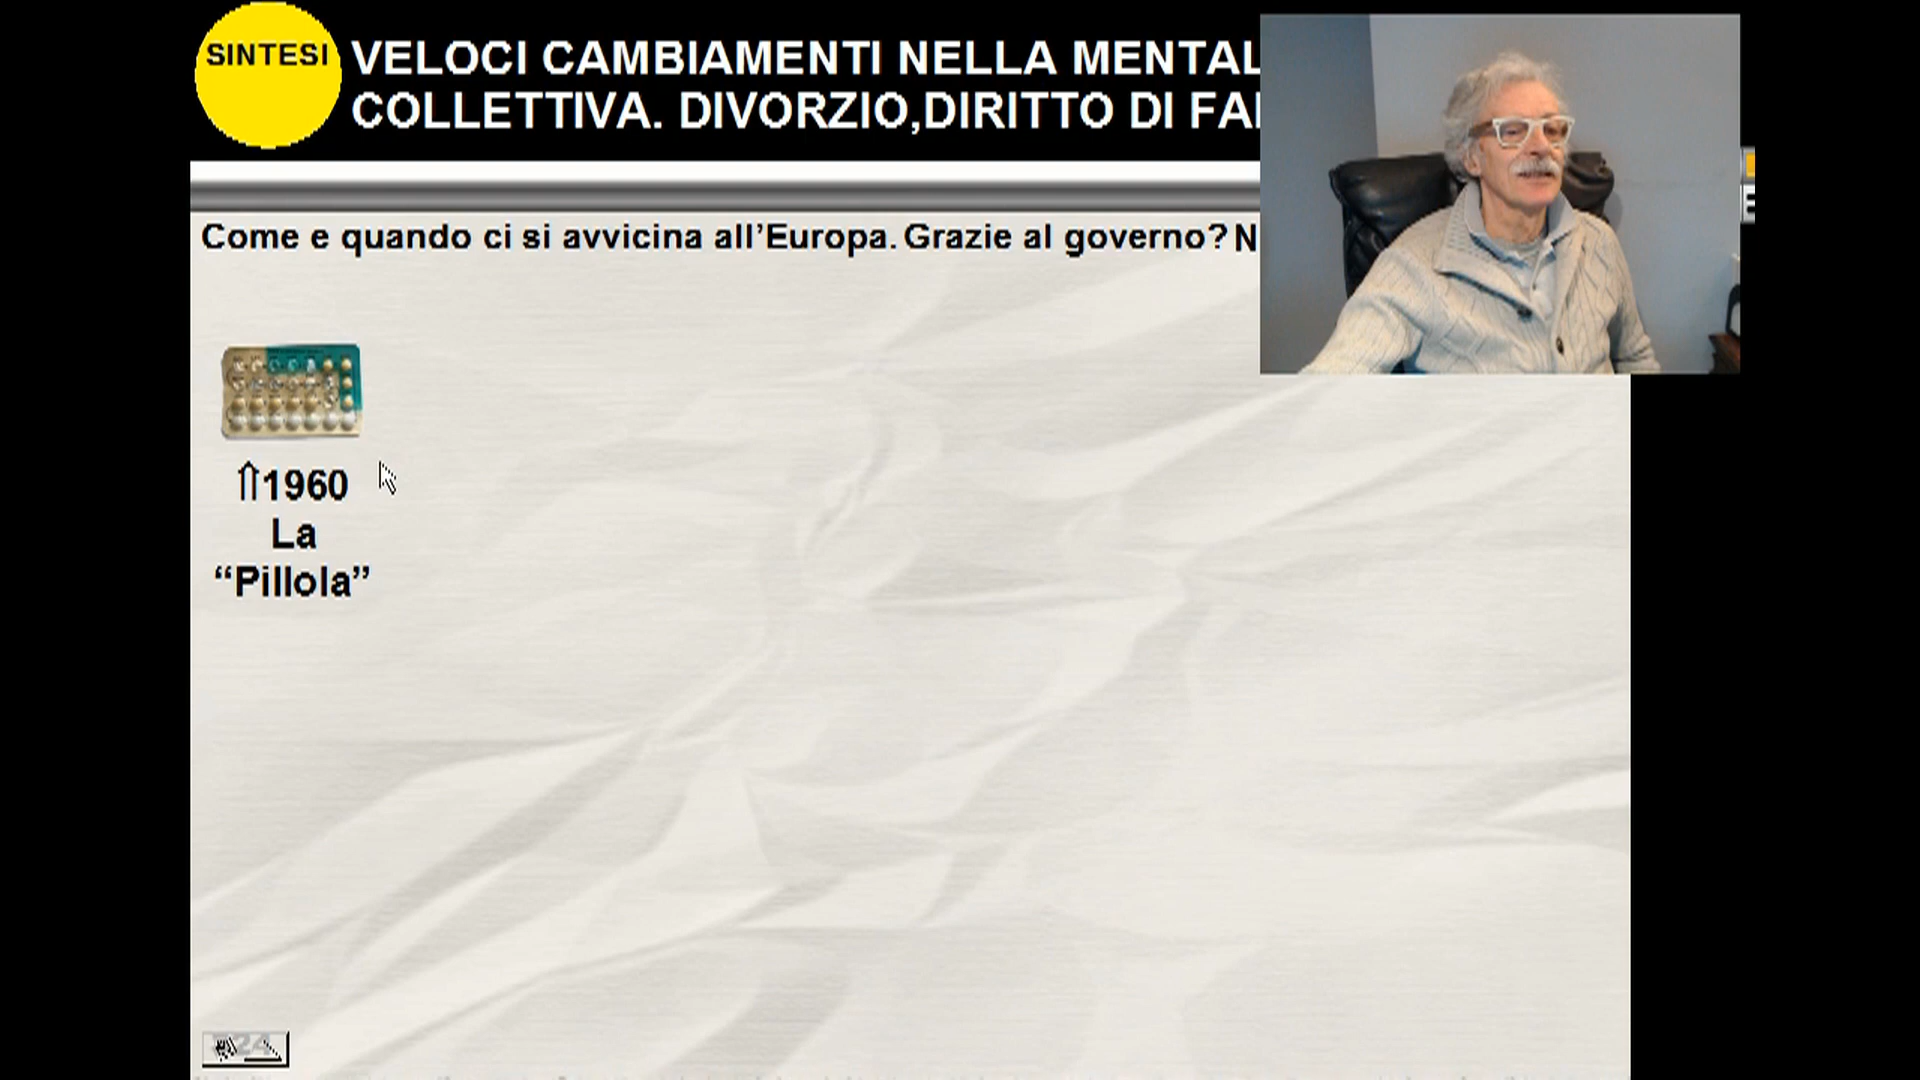 SINTESI
VELOCI CAMBIAMENTI NELLA MENTAL
COLLETTIVA. DIVORZIO,DIRITTO DI FA
Come e quando ci si avvicina all’Europa. Grazie al governo? N
⇑1960
La
“Pillola”